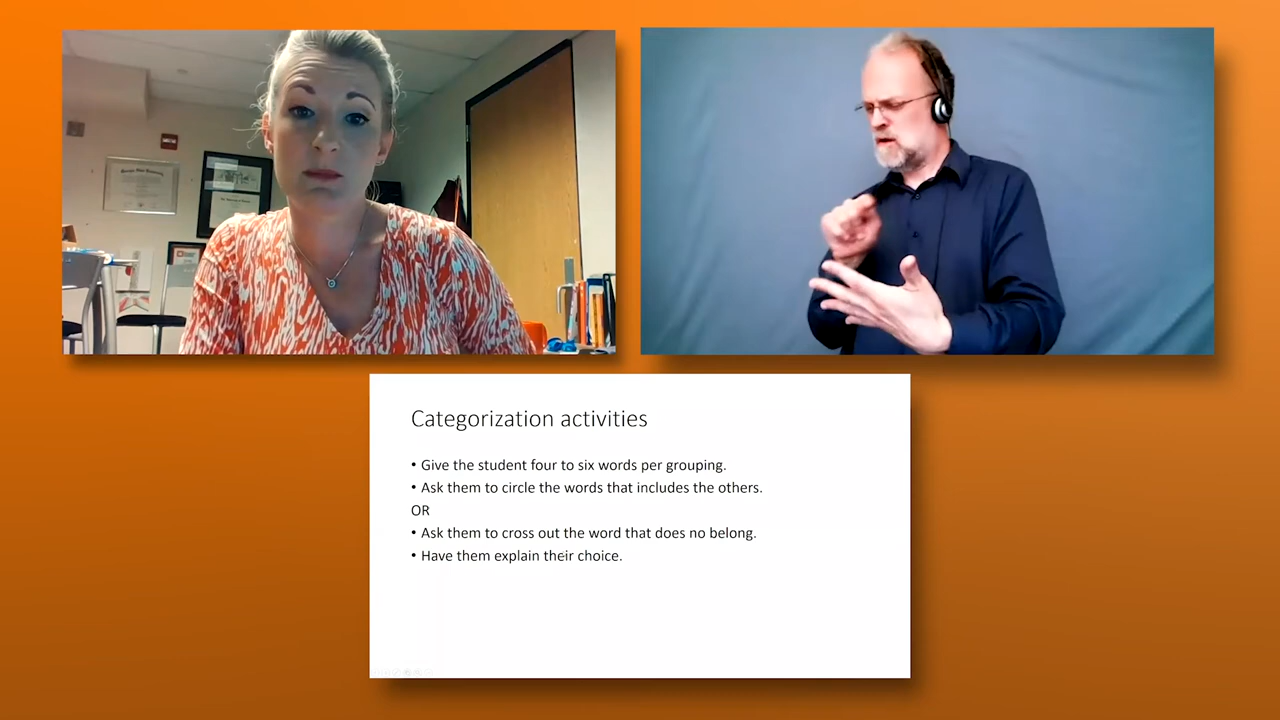 Categorization activities
• Give the student four to six words per grouping.
• Ask them to circle the words that includes the others.
OR
• Ask them to cross out the word that does no belong.
• Have them explain their choice.